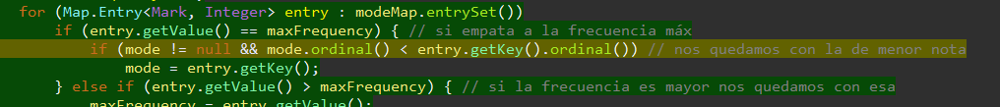 for (Map.Entry<Mark, Integer> entry : modeMap.entrySet())
if (entry.getValue() == maxFrequency) { // si empata a la frecuencia máx
if (mode != null && mode.ordinal() < entry.getKey().ordinal()) // nos quedamos con la de menor nota
mode = entry.getKey();
} else if (entry.getValue() > maxFrequency) { // si la frecuencia es mayor nos quedamos con esa
maxFrequency = entry.getValue();